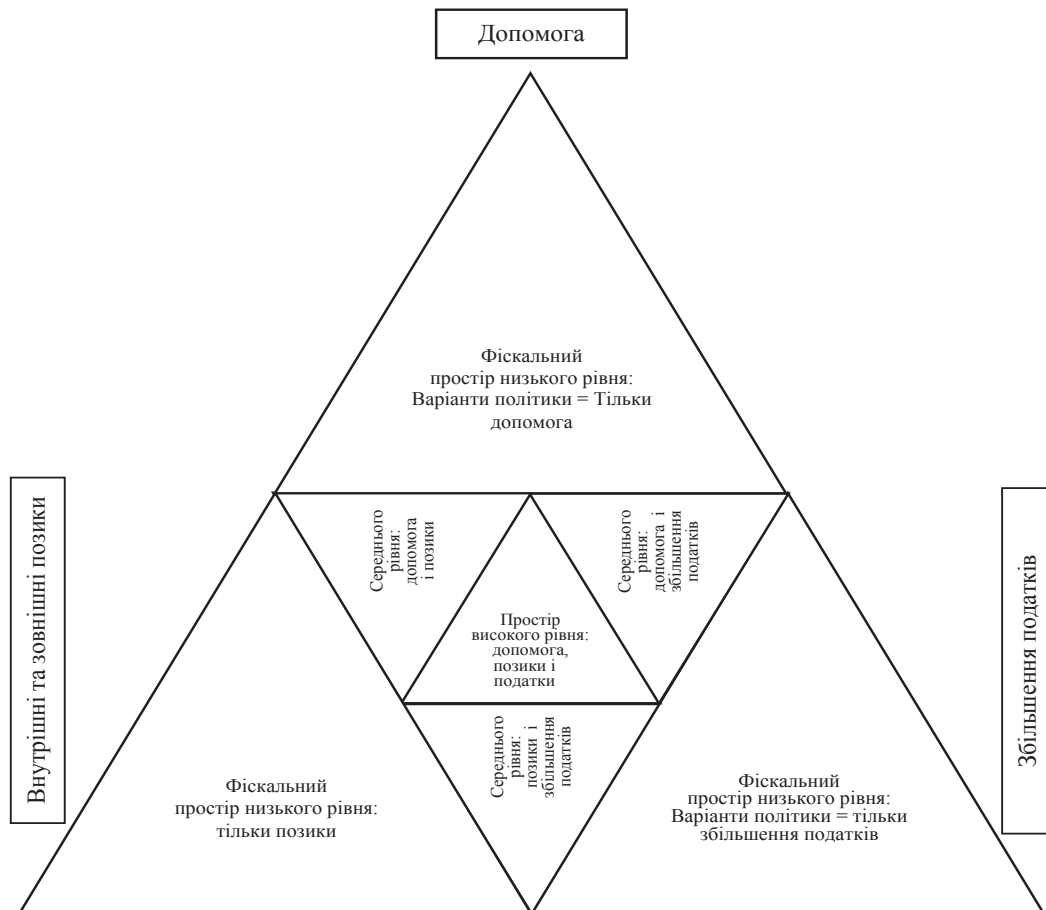 Допомога
Фіскальний
простір низького рівня:
Варіанти політики = Тільки
допомога
Внутрішні та зовнішні позики
Збільшення податків
Середнього
рівня:
допомога
і позики
Середнього
рівня:
допомога і
збільшення
податків
Простір
високого рівня:
допомога,
позики і
податки
Середнього
рівня:
позики і
збільшення
податків
Фіскальний
простір низького рівня:
тільки позики
Фіскальний
простір низького рівня:
Варіанти політики = тільки
збільшення податків